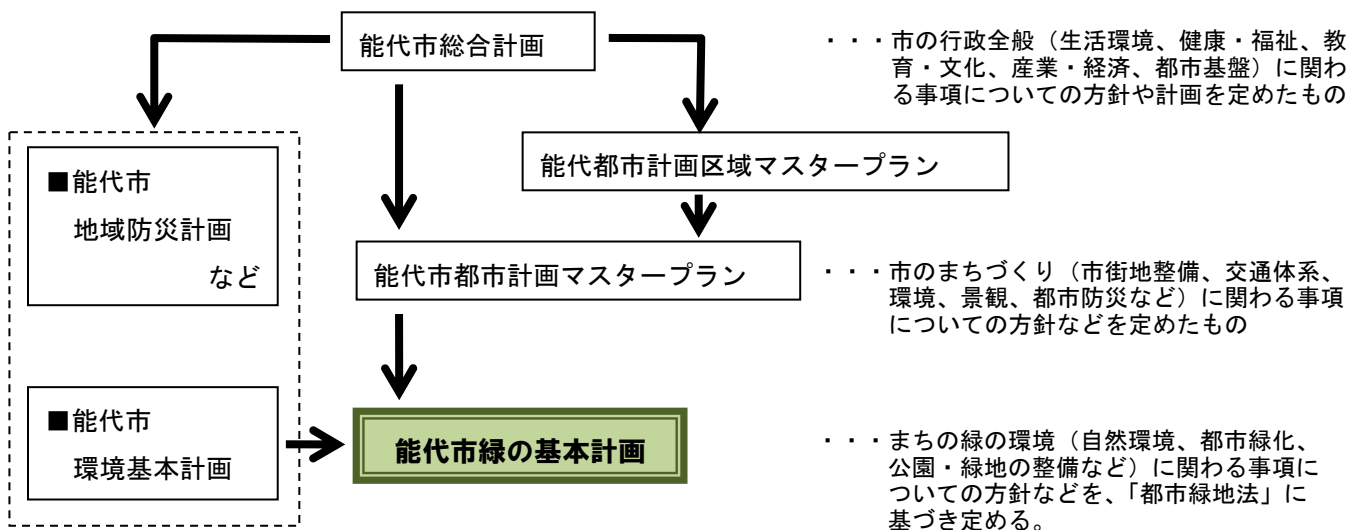 能代市総合計画
・・・市の行政全般（生活環境、健康・福祉、教
育・文化、産業・経済、都市基盤）に関わ
る事項についての方針や計画を定めたもの
能代都市計画区域マスタープラン
■能代市
地域防災計画
など
能代市都市計画マスタープラン
・・・市のまちづくり（市街地整備、交通体系、
環境、景観、都市防災など）に関わる事項
についての方針などを定めたもの
■能代市
環境基本計画
能代市緑の基本計画
・・・まちの緑の環境（自然環境、都市緑化、
公園・緑地の整備など）に関わる事項に
ついての方針などを、「都市緑地法」に
基づき定める。